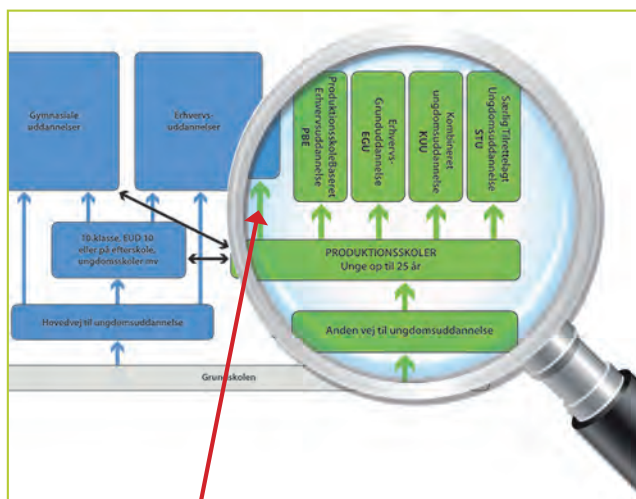 Gymnasiale
uddannelser
Erhvervs-
uddannelser
ProduktionsskoleBaseret
Erhvervsuddannelse
PBE
Erhvervs-
Grunduddannelse
EGU
Kombineret
ungdomsuddannelse
KUU
Særlig Tilrettelagt
Ungdomsuddannelse
STU
10.klasse, EUD 10
eller på efterskole,
ungdomsskoler mv
PRODUKTIONSSKOLER
Unge op til 25 år
Hovedvej til ungdomsuddannelse
Anden vej til ungdomsuddannelse
Grundskolen